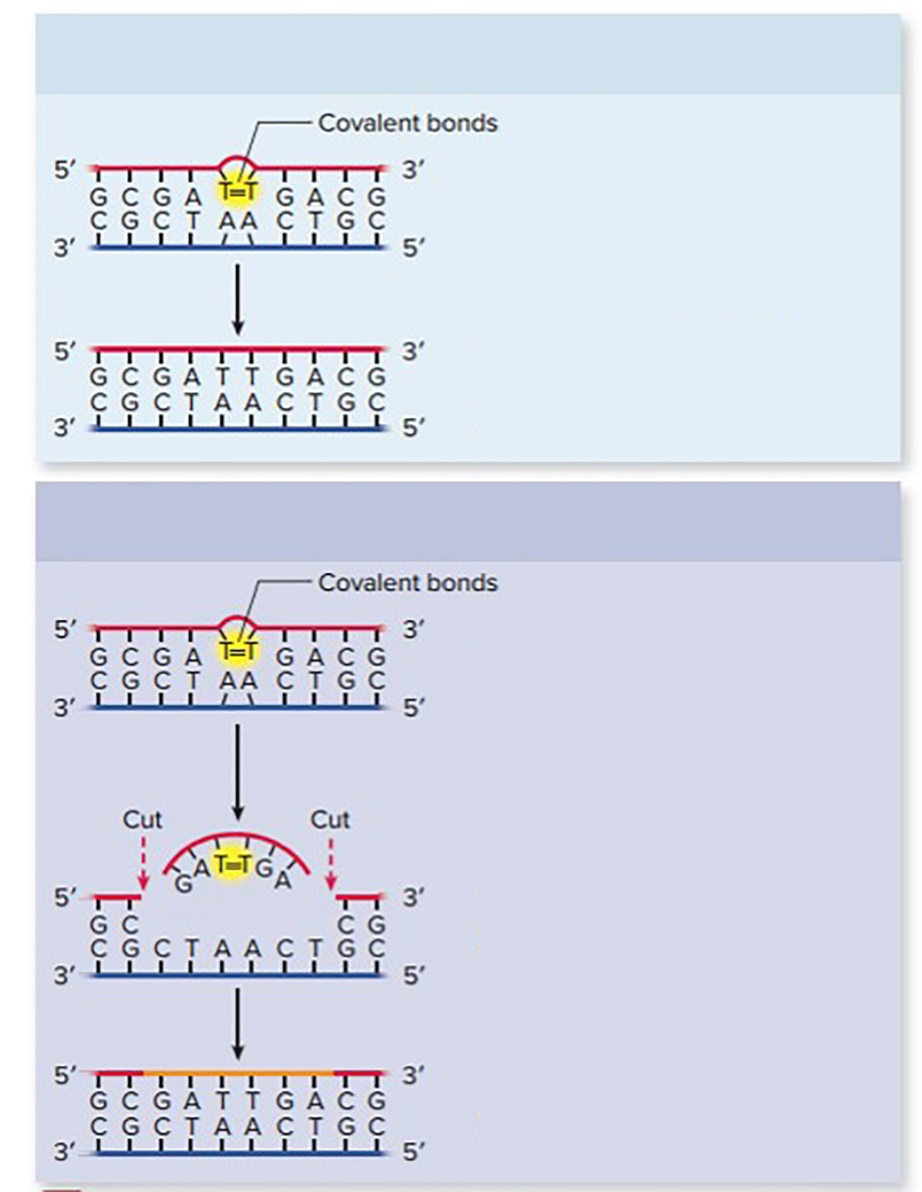 Covalent bonds
5′ 3′
T=T
G C G A G A C G
C G C T A A C T G C
3′ 5′
5′ 3′
G C G A T T G A C G
C G C T A A C T G C
3′ 5′
Covalent bonds
5′ 3′
T=T
G C G A G A C G
C G C T A A C T G C
3′ 5′
Cut Cut
G A T=T G A
5′ 3′
G C C G
C G C T A A C T G C
3′ 5′
5′ 3′
G C G A T T G A C G
C G C T A A C T G C
3′ 5′